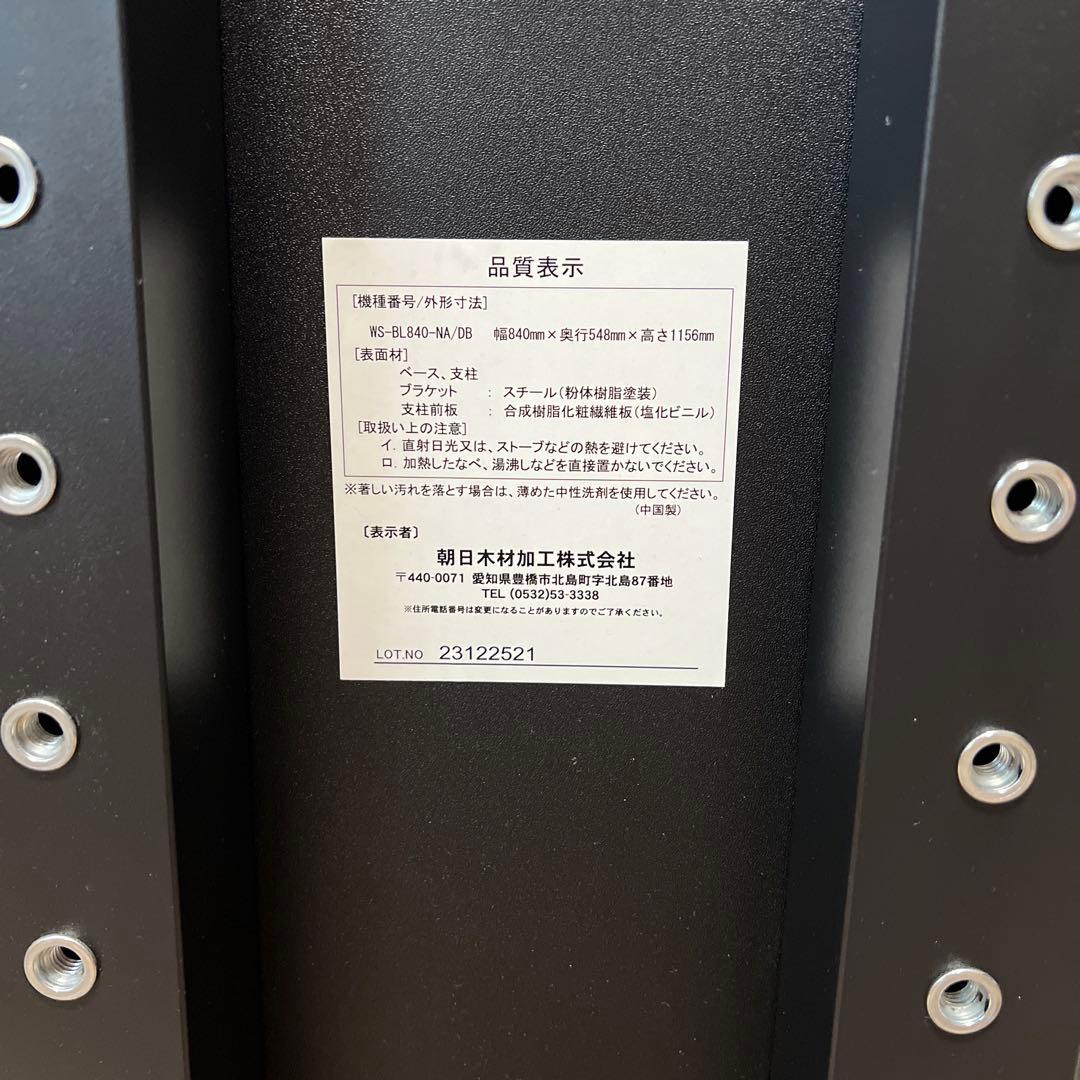 品質表示
[機種番号/外形寸法]
WS-BL840-NA/DB 幅840mm×奥行548mm×高さ1156mm
[表面材]
ベース、支柱
ブラケット : スチール(粉体樹脂塗装)
支柱前板 : 合成樹脂化粧繊維板(塩化ビニル)
[取扱い上の注意]
イ. 直射日光又は、ストーブなどの熱を避けてください。
ロ. 加熱したなべ、湯沸しなどを直接置かないでください。
※著しい汚れを落とす場合は、薄めた中性洗剤を使用してください。
(中国製)
〔表示者〕
朝日木材加工株式会社
〒440-0071 愛知県豊橋市北島町字北島87番地
TEL (0532)53-3338
※住所電話番号は変更になることがありますのでご了承ください。
LOT.NO 23122521